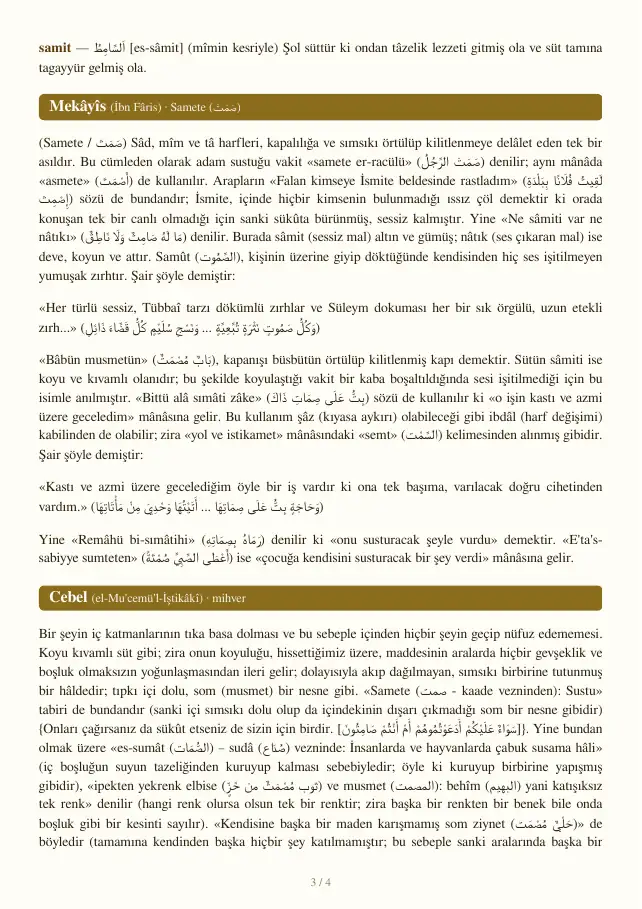 samit — اَلسَّامِطُ [es-sâmit] (mîmin kesriyle) Şol süttür ki ondan tâzelik lezzeti gitmiş ola ve süt tamına
tagayyür gelmiş ola.
Mekâyîs (İbn Fâris) · Samete (صَمَتَ)
(Samete / صَمَتَ) Sâd, mîm ve tâ harfleri, kapalılığa ve sımsıkı örtülüp kilitlenmeye delâlet eden tek bir
asıldır. Bu cümleden olarak adam sustuğu vakit «samete er-racülü» (صَمَتَ الرَّجُلُ) denilir; aynı mânâda
«asmete» (أَصْمَتَ) de kullanılır. Arapların «Falan kimseye İsmite beldesinde rastladım» (لَقِيتُ فُلَانًا بِبَلْدَةِ
إِصْمِتَ) sözü de bundandır; İsmite, içinde hiçbir kimsenin bulunmadığı ıssız çöl demektir ki orada
konuşan tek bir canlı olmadığı için sanki sükûta bürünmüş, sessiz kalmıştır. Yine «Ne sâmiti var ne
nâtıkı» (مَا لَهُ صَامِتٌ وَلَا نَاطِقٌ) denilir. Burada sâmit (sessiz mal) altın ve gümüş; nâtık (ses çıkaran mal) ise
deve, koyun ve attır. Samût (الصَّمُوت), kişinin üzerine giyip döktüğünde kendisinden hiç ses işitilmeyen
yumuşak zırhtır. Şair şöyle demiştir:
«Her türlü sessiz, Tübbaî tarzı dökümlü zırhlar ve Süleym dokuması her bir sık örgülü, uzun etekli
zırh...» (وَكُلُّ صَمُوتٍ نَثْرَةٍ تُبَّعِيَّةٍ ... وَنَسْجِ سُلَيْمٍ كُلُّ قَضَّاءَ ذَائِلِ)
«Bâbün musmetün» (بَابٌ مُصْمَتٌ), kapanışı büsbütün örtülüp kilitlenmiş kapı demektir. Sütün sâmiti ise
koyu ve kıvamlı olanıdır; bu şekilde koyulaştığı vakit bir kaba boşaltıldığında sesi işitilmediği için bu
isimle anılmıştır. «Bittü alâ sımâti zâke» (بِتُّ عَلَى صِمَاتِ ذَاكَ) sözü de kullanılır ki «o işin kastı ve azmi
üzere geceledim» mânâsına gelir. Bu kullanım şâz (kıyasa aykırı) olabileceği gibi ibdâl (harf değişimi)
kabilinden de olabilir; zira «yol ve istikamet» mânâsındaki «semt» (السَّمْت) kelimesinden alınmış gibidir.
Şair şöyle demiştir:
«Kastı ve azmi üzere gecelediğim öyle bir iş vardır ki ona tek başıma, varılacak doğru cihetinden
vardım.» (وَحَاجَةٍ بِتُّ عَلَى صِمَاتِهَا ... أَتَيْتُهَا وَحْدِيَ مِنْ مَأْتَاتِهَا)
Yine «Remâhü bi-sımâtihi» (رَمَاهُ بِصِمَاتِهِ) denilir ki «onu susturacak şeyle vurdu» demektir. «E'ta's-
sabiyye sumteten» (أَعْطَى الصَّبِيَّ صُمْتَةً) ise «çocuğa kendisini susturacak bir şey verdi» mânâsına gelir.
Cebel (el-Mu'cemü'l-İştikâkî) · mihver
Bir şeyin iç katmanlarının tıka basa dolması ve bu sebeple içinden hiçbir şeyin geçip nüfuz edememesi.
Koyu kıvamlı süt gibi; zira onun koyuluğu, hissettiğimiz üzere, maddesinin aralarda hiçbir gevşeklik ve
boşluk olmaksızın yoğunlaşmasından ileri gelir; dolayısıyla akıp dağılmayan, sımsıkı birbirine tutunmuş
bir hâldedir; tıpkı içi dolu, som (musmet) bir nesne gibi. «Samete (صمت - kaade vezninden): Sustu»
tabiri de bundandır (sanki içi sımsıkı dolu olup da içindekinin dışarı çıkmadığı som bir nesne gibidir)
{Onları çağırsanız da sükût etseniz de sizin için birdir. [سَوَاءٌ عَلَيْكُمْ أَدَعَوْتُمُوهُمْ أَمْ أَنْتُمْ صَامِتُونَ]}. Yine bundan
olmak üzere «es-sumât (الصُّمَات) – sudâ (صُدَاع) vezninde: İnsanlarda ve hayvanlarda çabuk susama hâli»
(iç boşluğun suyun tazeliğinden kuruyup kalması sebebiyledir; öyle ki kuruyup birbirine yapışmış
gibidir), «ipekten yekrenk elbise (ثوب مُصْمَتٌ من خَزّ) ve musmet (المصمت): behîm (البهيم) yani katışıksız
tek renk» denilir (hangi renk olursa olsun tek bir renktir; zira başka bir renkten bir benek bile onda
boşluk gibi bir kesinti sayılır). «Kendisine başka bir maden karışmamış som ziynet (حَلْيٌ مُصْمَت)» de
böyledir (tamamına kendinden başka hiçbir şey katılmamıştır; bu sebeple sanki aralarında başka bir
3 / 4